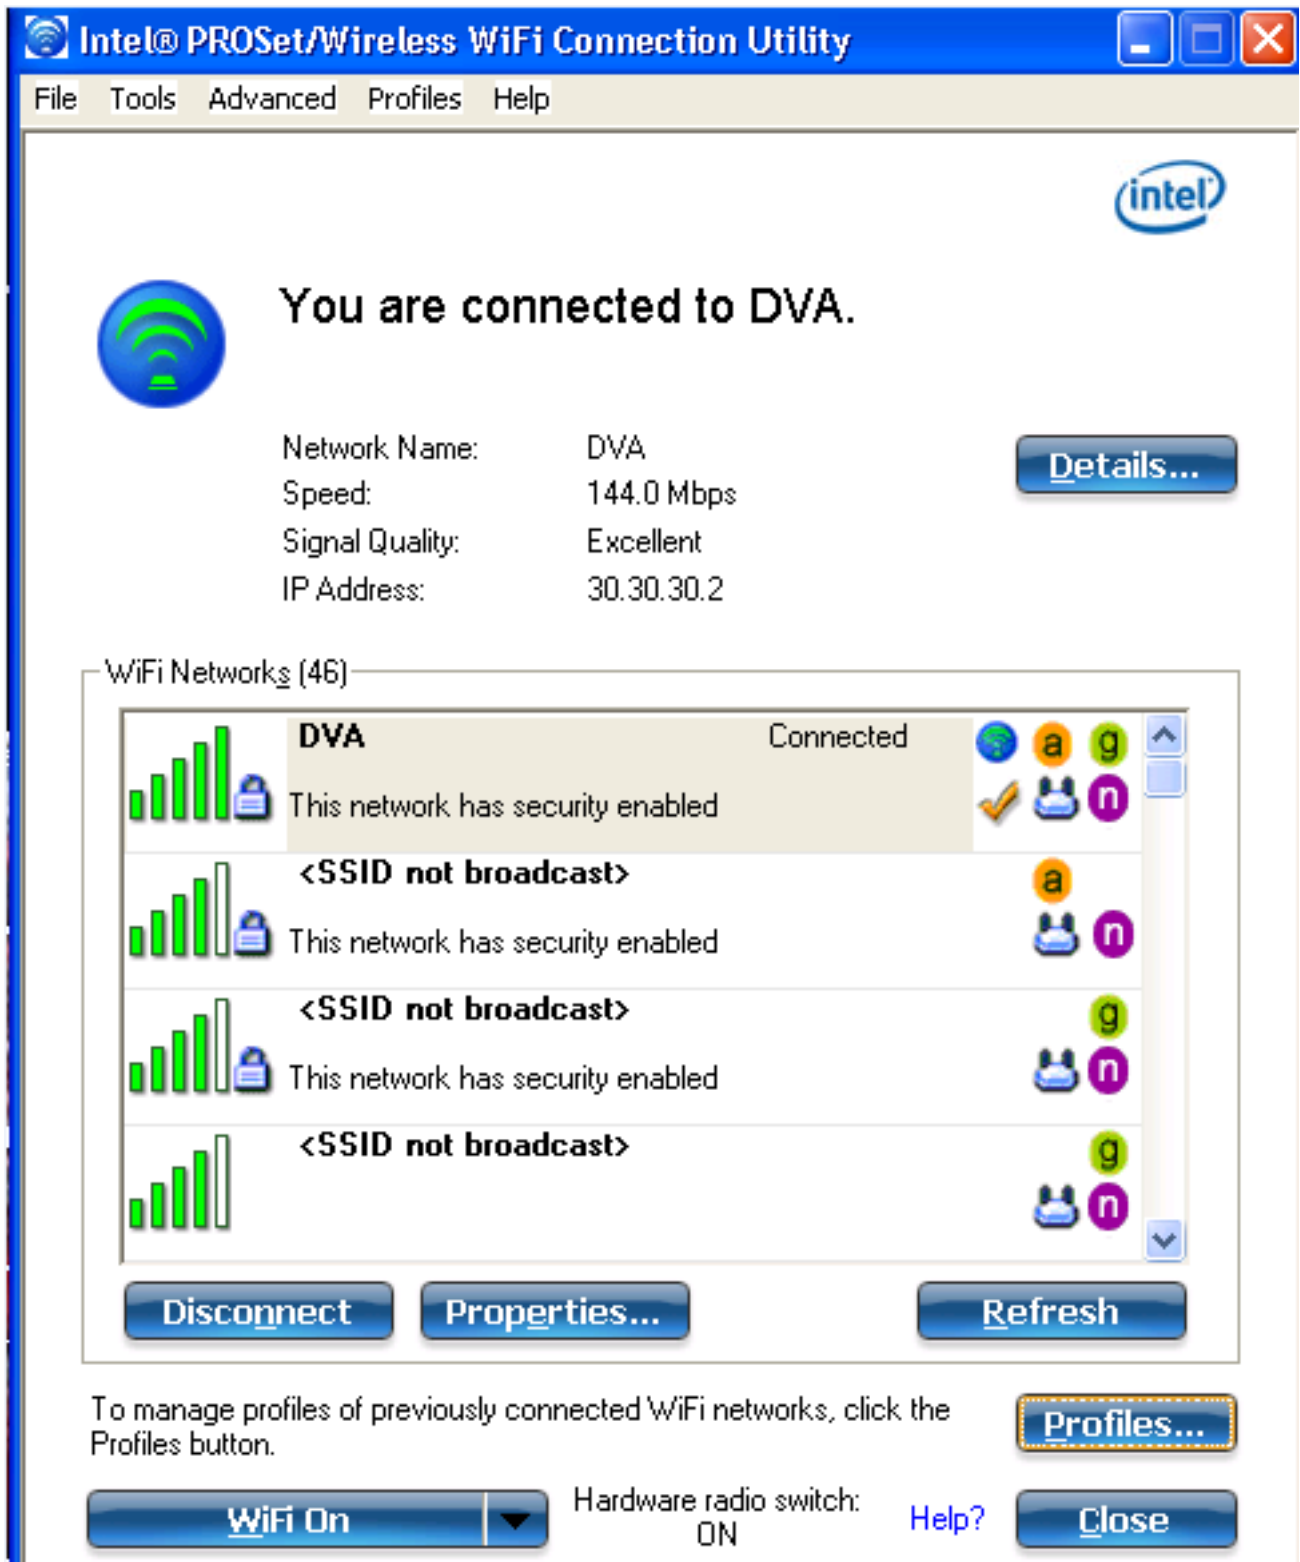 Intel® PROSet/Wireless WiFi Connection Utility
File Tools Advanced Profiles Help
intel
You are connected to DVA.
Network Name: DVA
Details...
Speed: 144.0 Mbps
Signal Quality: Excellent
IP Address: 30.30.30.2
WiFi Networks (46)
DVA Connected a g
This network has security enabled n
<SSID not broadcast> a
This network has security enabled n
<SSID not broadcast> g
This network has security enabled n
<SSID not broadcast> g
n
Disconnect Properties... Refresh
To manage profiles of previously connected WiFi networks, click the
Profiles button.
Profiles...
WiFi On
Hardware radio switch:
ON
Help?
Close